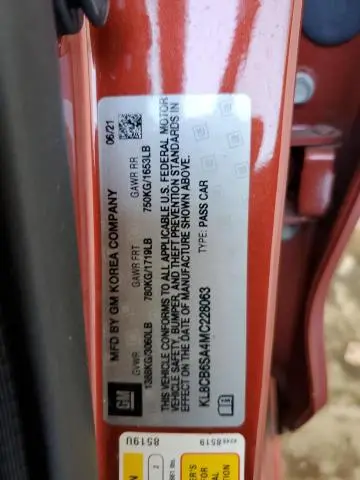 MFD BY GM KOREA COMPANY
06/21
GVWR
GAWR FRT
GAWR RR
1388KG/3060LB
780KG/1719LB
750KG/1653LB
THIS VEHICLE CONFORMS TO ALL APPLICABLE U.S. FEDERAL MOTOR
VEHICLE SAFETY, BUMPER, AND THEFT PREVENTION STANDARDS IN
EFFECT ON THE DATE OF MANUFACTURE SHOWN ABOVE.
KL8CB6SA4MC228063
TYPE: PASS CAR
GM
8519U
8519